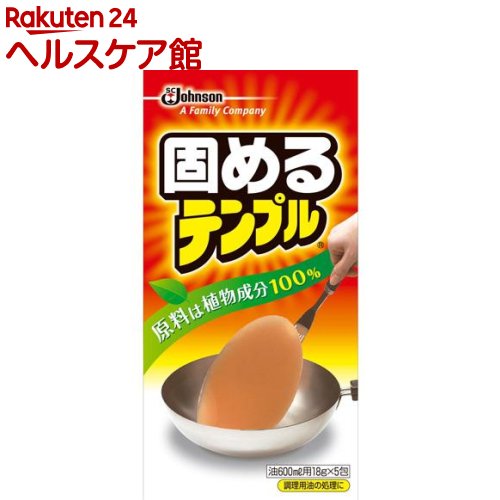 Rakuten 24
ヘルスケア館
SC Johnson
A Family Company
固める
テンプル®
原料は植物成分100%
油600mℓ用18g×5包
調理用油の処理に